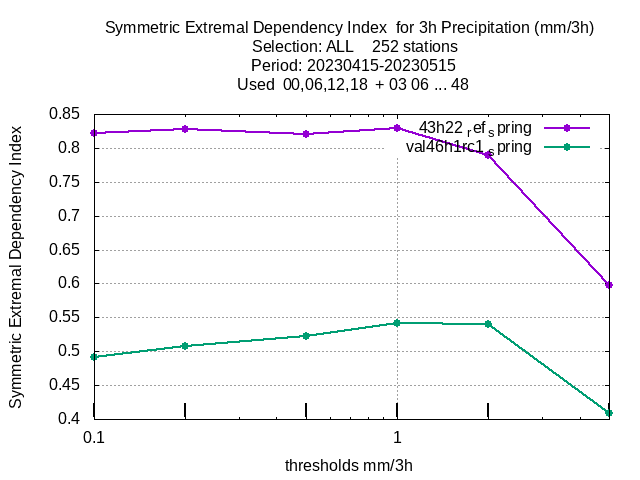 Symmetric Extremal Dependency Index  for 3h Precipitation (mm/3h)
Selection: ALL    252 stations
Period: 20230415-20230515
Used  00,06,12,18  + 03 06 ... 48
Symmetric Extremal Dependency Index
0.85
0.8
0.75
0.7
0.65
0.6
0.55
0.5
0.45
0.4
43h22 ref spring
val46h1rc1 spring
0.1
1
thresholds mm/3h